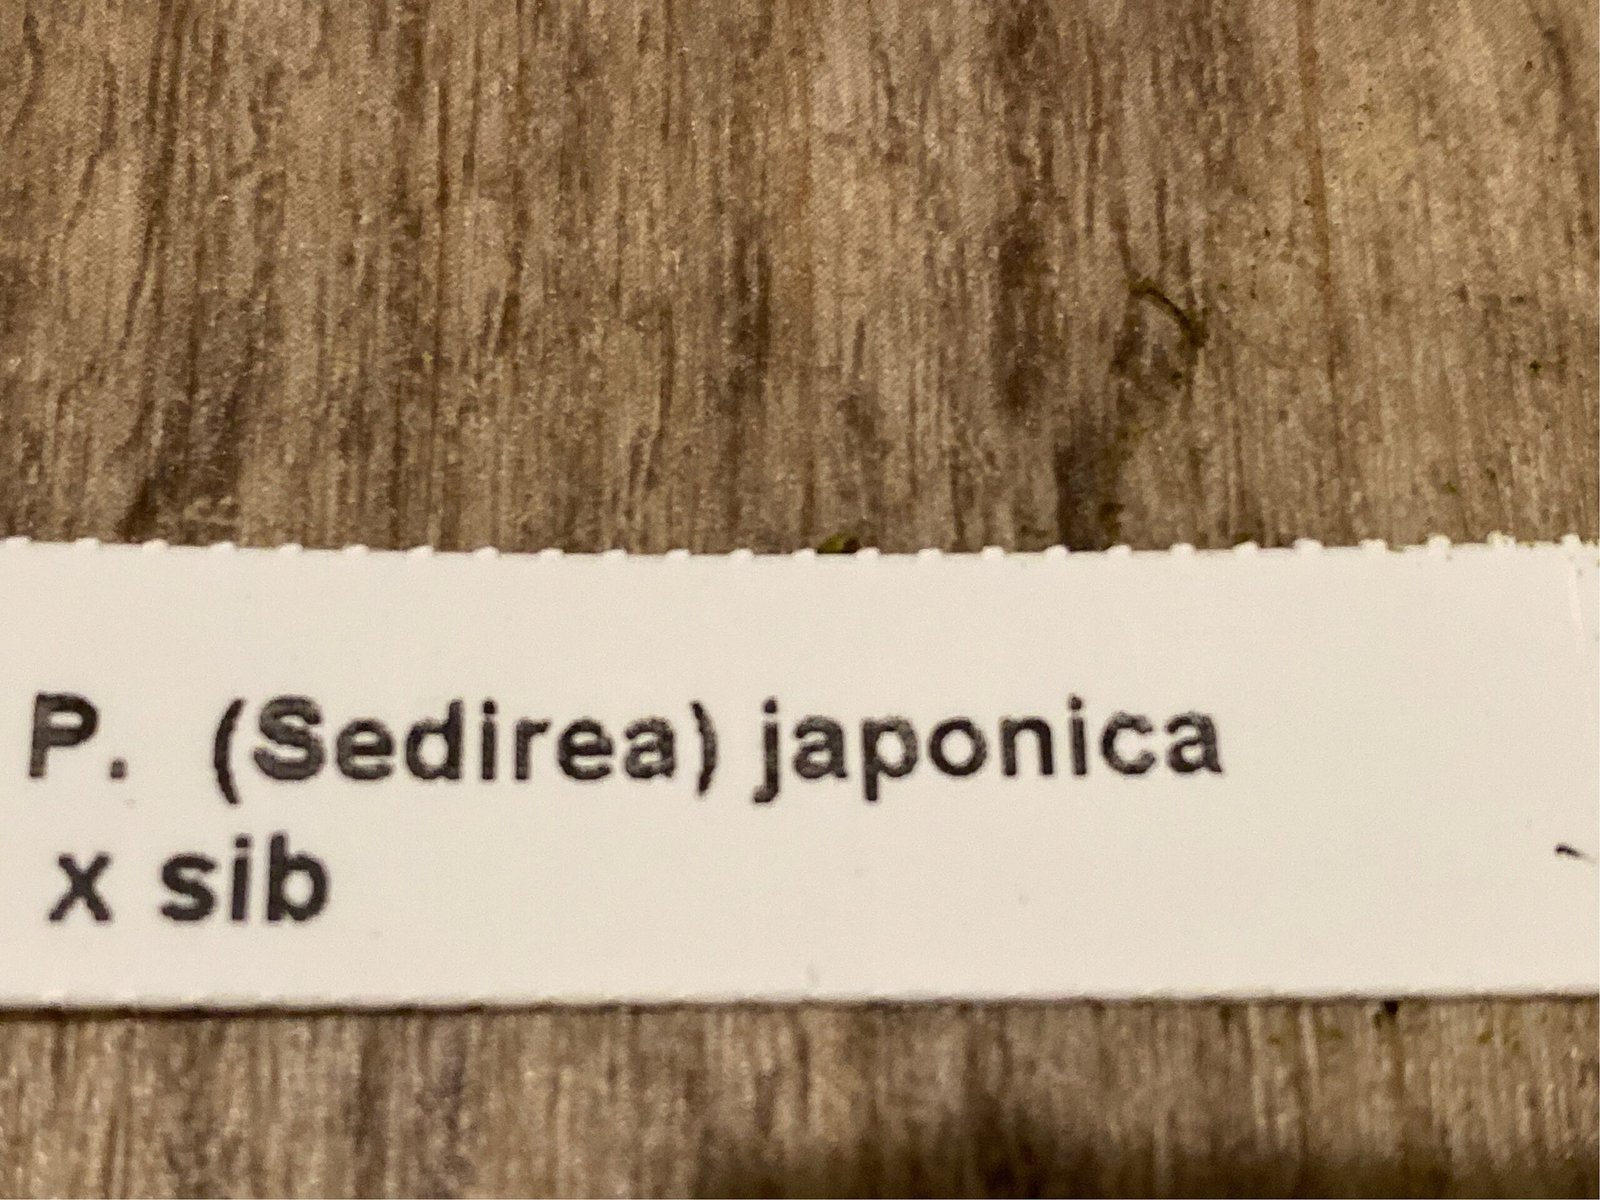 P. (Sedirea) japonica
x sib